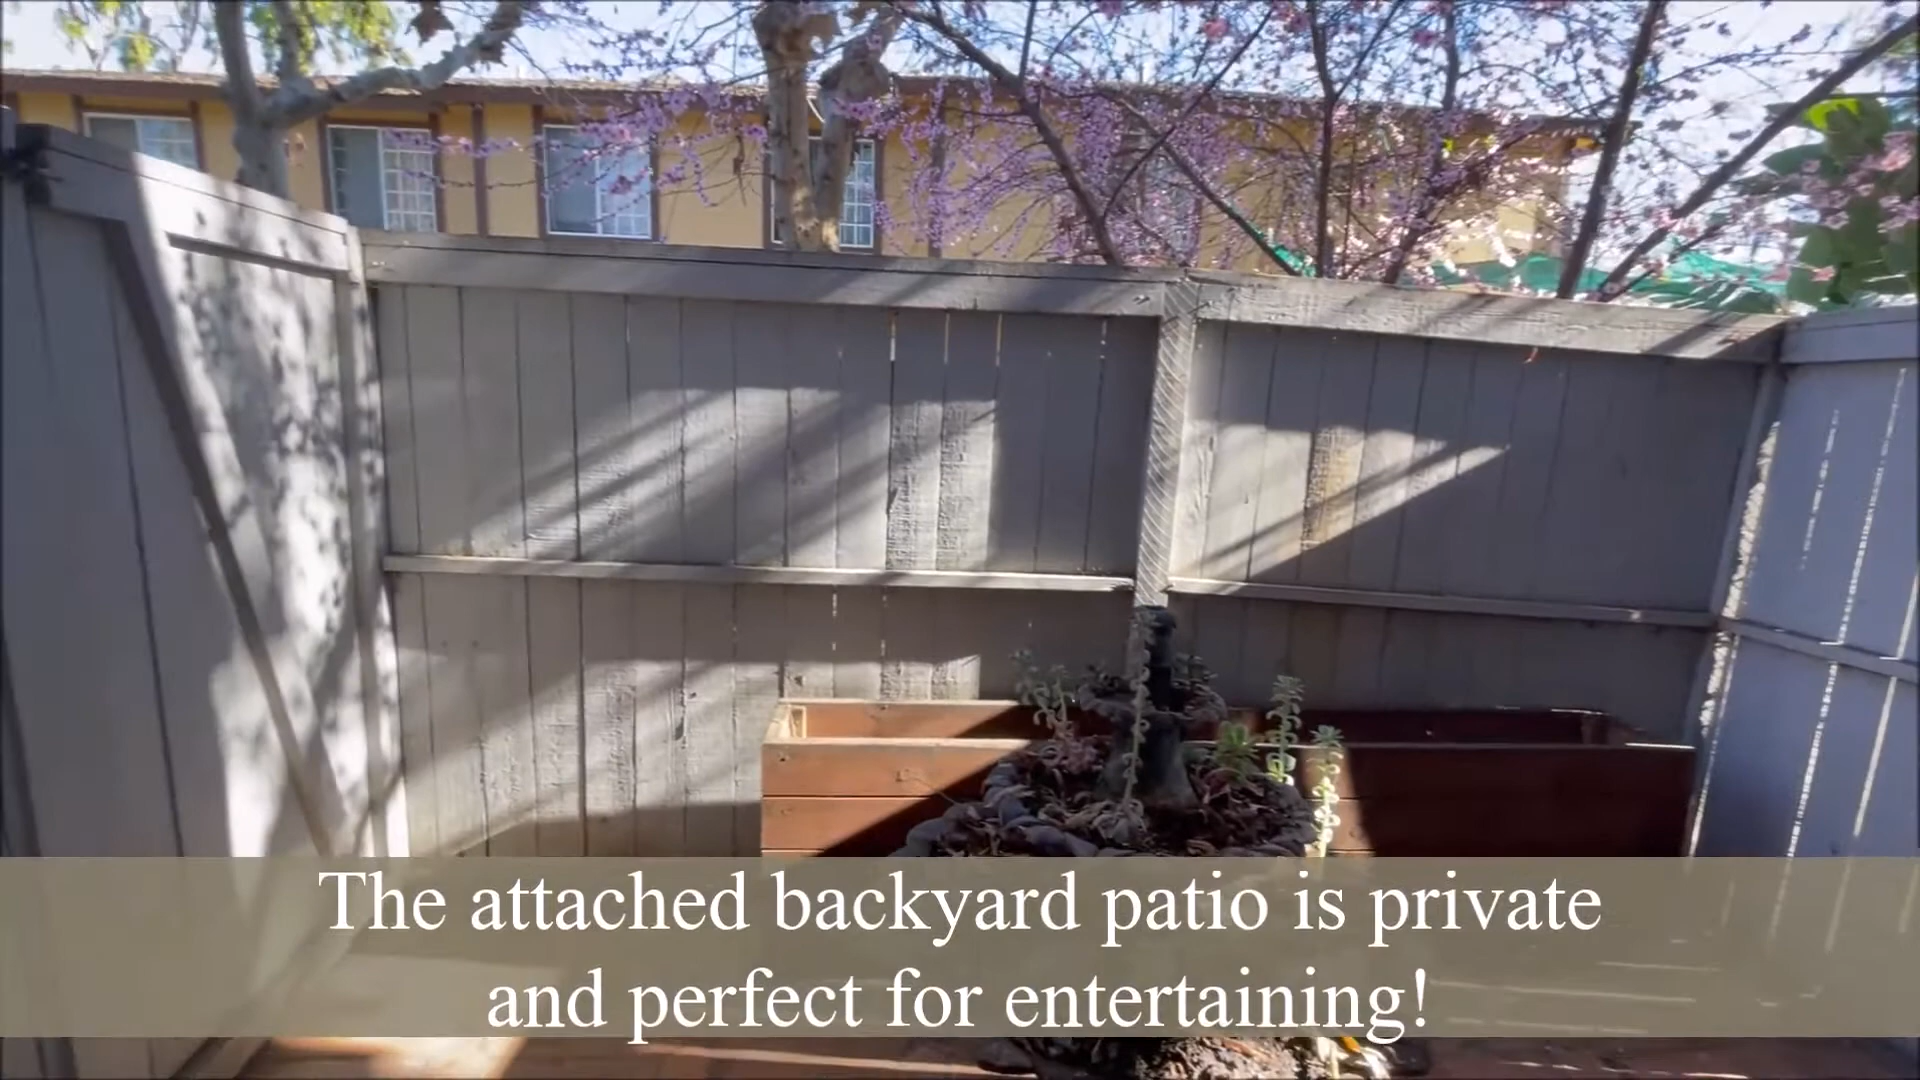 The attached backyard patio is private
and perfect for entertaining!